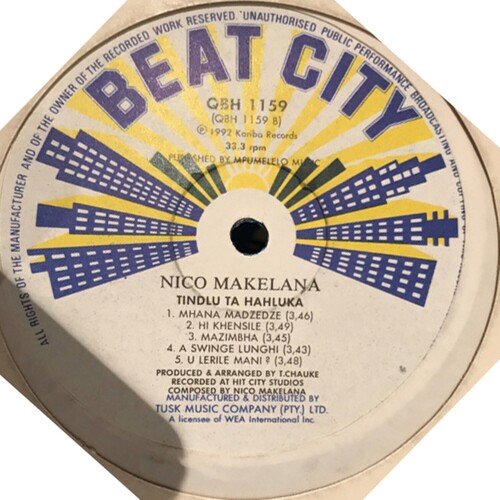 ALL RIGHTS OF THE MANUFACTURER AND OF THE OWNER OF THE RECORDED WORK RESERVED. UNAUTHORISED PUBLIC PERFORMANCE BROADCASTING AND
BEAT CITY
QBH 1159
(QBH 1159 B)
℗ 1992 Kanba Records
33.3 rpm
PUBLISHED BY MPUMELELO MUSIC
NICO MAKELANA
TINDLU TA HAHLUKA
1. MHANA MADZEDZE (3,46)
2. HI KHENSILE (3,49)
3. MAZIMBHA (3,45)
4. A SWINGE LUNGHI (3,43)
5. U LERILE MANI ? (3,48)
PRODUCED & ARRANGED BY T.CHAUKE
RECORDED AT HIT CITY STUDIOS
COMPOSED BY NICO MAKELANA
MANUFACTURED & DISTRIBUTED BY
TUSK MUSIC COMPANY (PTY.) LTD.
A licensee of WEA International Inc.